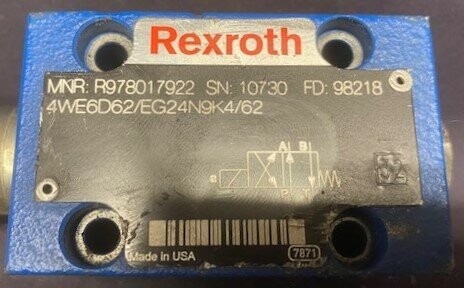 Rexroth
MNR: R978017922 SN: 10730 FD: 98218
4WE6D62/EG24N9K4/62
A B
a
P T
Made in USA
7871